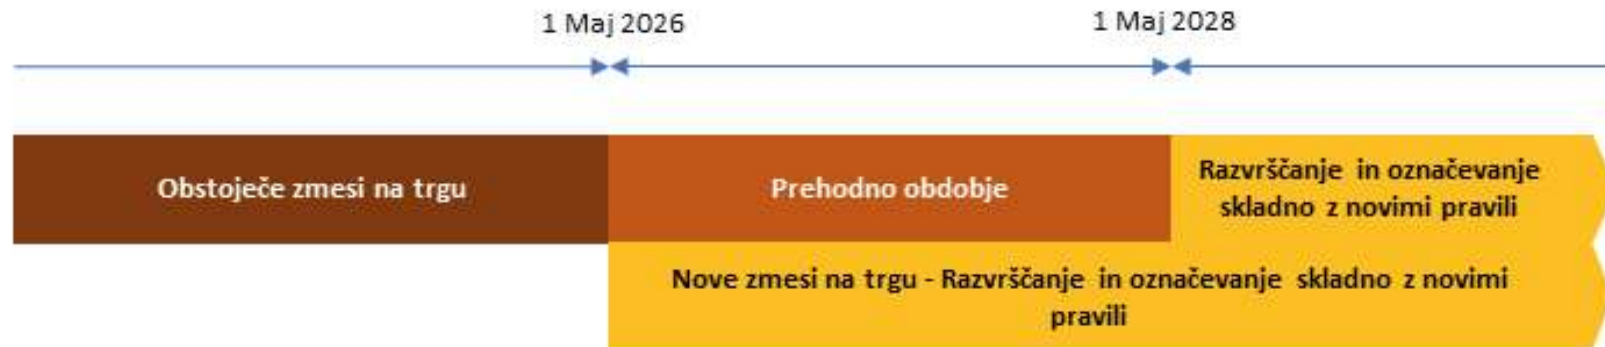 1 Maj 2026
1 Maj 2028
Obstoječe zmesi na trgu
Prehodno obdobje
Razvrščanje in označevanje
skladno z novimi pravili
Nove zmesi na trgu - Razvrščanje in označevanje skladno z novimi
pravili